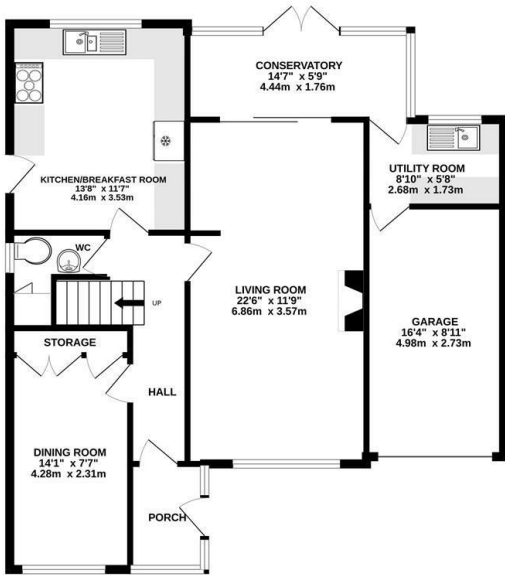 CONSERVATORY
14'7" x 5'9"
4.44m x 1.76m
KITCHEN/BREAKFAST ROOM
13'8" x 11'7"
4.16m x 3.53m
UTILITY ROOM
8'10" x 5'8"
2.68m x 1.73m
WC
UP
LIVING ROOM
22'6" x 11'9"
6.86m x 3.57m
GARAGE
16'4" x 8'11"
4.98m x 2.73m
STORAGE
HALL
DINING ROOM
14'1" x 7'7"
4.28m x 2.31m
PORCH